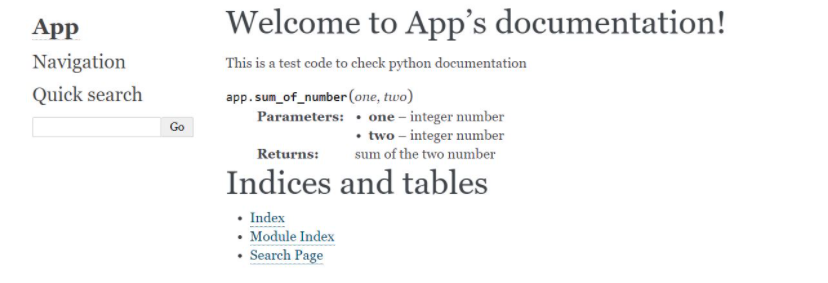 App
Navigation
Quick search
Go
Welcome to App's documentation!
This is a test code to check python documentation
app.sum_of_number(one, two)
Parameters: • one – integer number
• two – integer number
Returns: sum of the two number
Indices and tables
• Index
• Module Index
• Search Page